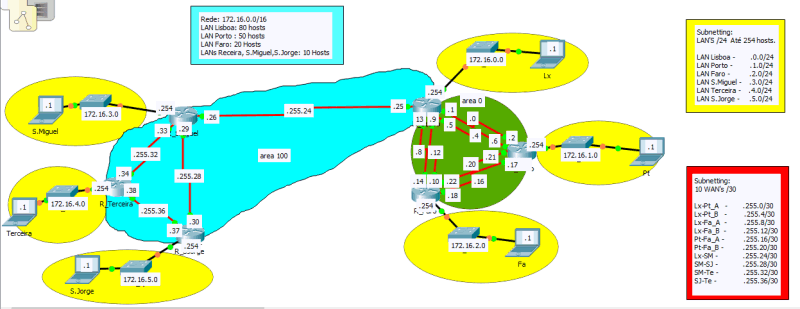 Rede: 172.16.0.0/16
LAN Lisboa: 80 hosts
LAN Porto : 50 hosts
LAN Faro: 20 Hosts
LANs Receira, S.Miguel,S.Jorge: 10 Hosts
Subnetting:
LAN'S /24 Até 254 hosts.
LAN Lisboa - .0.0/24
LAN Porto - .1.0/24
LAN Faro - .2.0/24
LAN S.Miguel - .3.0/24
LAN Terceira - .4.0/24
LAN S.Jorge - .5.0/24
172.16.0.0
.1
Lx
.254
.1
172.16.3.0
.254
S.Miguel
.29
.26
.255.24
.25
area 0
.1
.0
13
.9
.5
.4
.6
.2
.254
172.16.1.0
.1
Pt
.33
.255.32
.255.28
area 100
.8
.12
.20
.21
.17
.34
.254
172.16.4.0
.1
Terceira
R_Terceira
.38
.255.36
.14
.10
.22
.16
.18
.254
.30
.37
.254
172.16.2.0
.1
Fa
.1
172.16.5.0
S.Jorge
Subnetting:
10 WAN's /30
Lx-Pt_A - .255.0/30
Lx-Pt_B - .255.4/30
Lx-Fa_A - .255.8/30
Lx-Fa_B - .255.12/30
Pt-Fa_A - .255.16/30
Pt-Fa_B - .255.20/30
Lx-SM - .255.24/30
SM-SJ - .255.28/30
SM-Te - .255.32/30
SJ-Te - .255.36/30